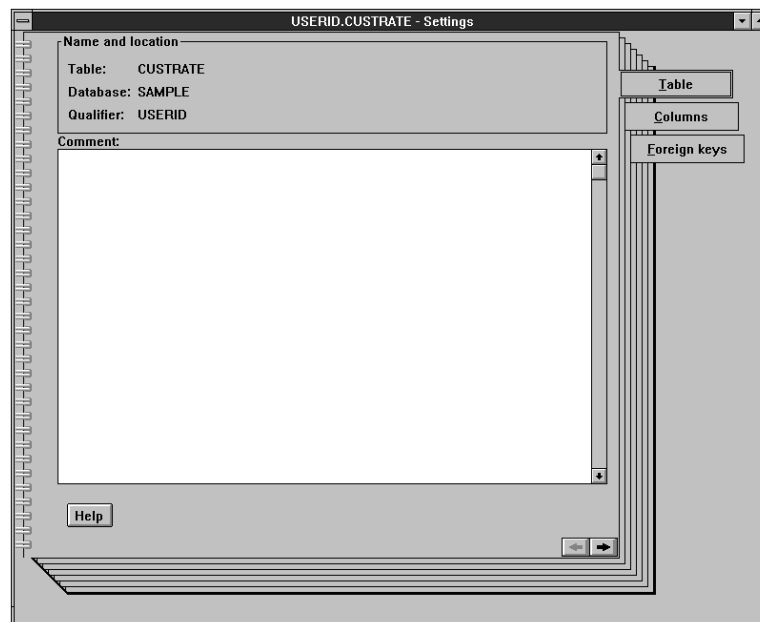 USERID.CUSTRATE - Settings
Name and location
Table: CUSTRATE
Database: SAMPLE
Qualifier: USERID
Comment:
Table
Columns
Foreign keys
Help